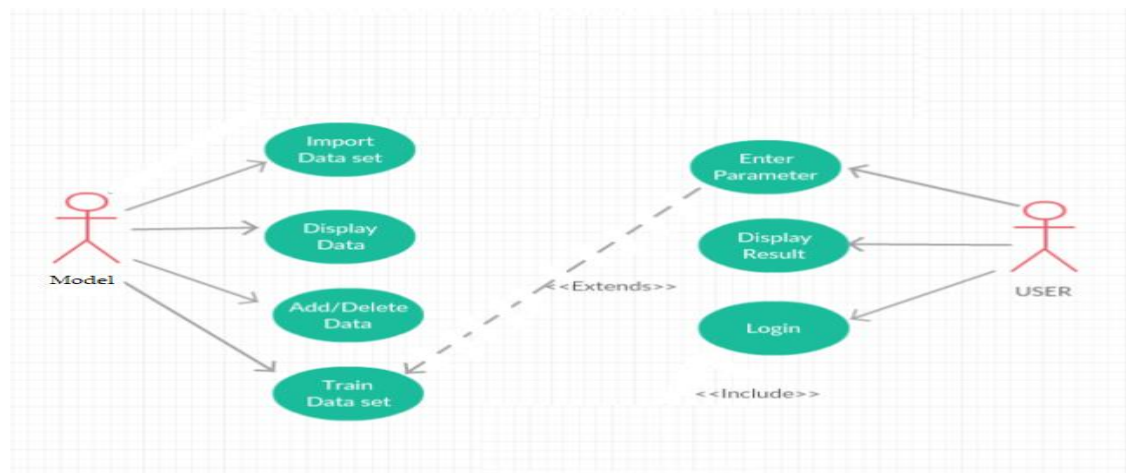 Import
Data set
Display
Data
Model
Add/Delete
Data
Train
Data set
<<Extends>>
Enter
Parameter
Display
Result
USER
Login
<<Include>>